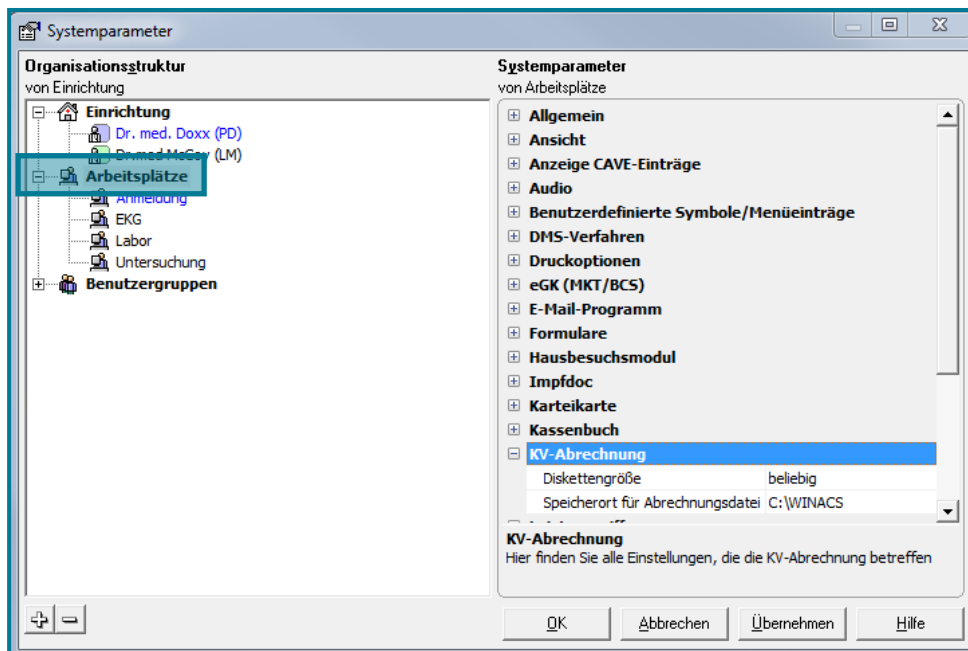 Systemparameter
Organisationsstruktur
von Einrichtung
Einrichtung
Dr. med. Doxx (PD)
(LM)
Arbeitsplätze
Anmeldung
EKG
Labor
Untersuchung
Benutzergruppen
Systemparameter
von Arbeitsplätze
Allgemein
Ansicht
Anzeige CAVE-Einträge
Audio
Benutzerdefinierte Symbole/Menüeinträge
DMS-Verfahren
Druckoptionen
eGK (MKT/BCS)
E-Mail-Programm
Formulare
Hausbesuchsmodul
Impfdoc
Karteikarte
Kassenbuch
KV-Abrechnung
Diskettengröße beliebig
Speicherort für Abrechnungsdatei C:\WINACS
KV-Abrechnung
Hier finden Sie alle Einstellungen, die die KV-Abrechnung betreffen
OK Abbrechen Übernehmen Hilfe